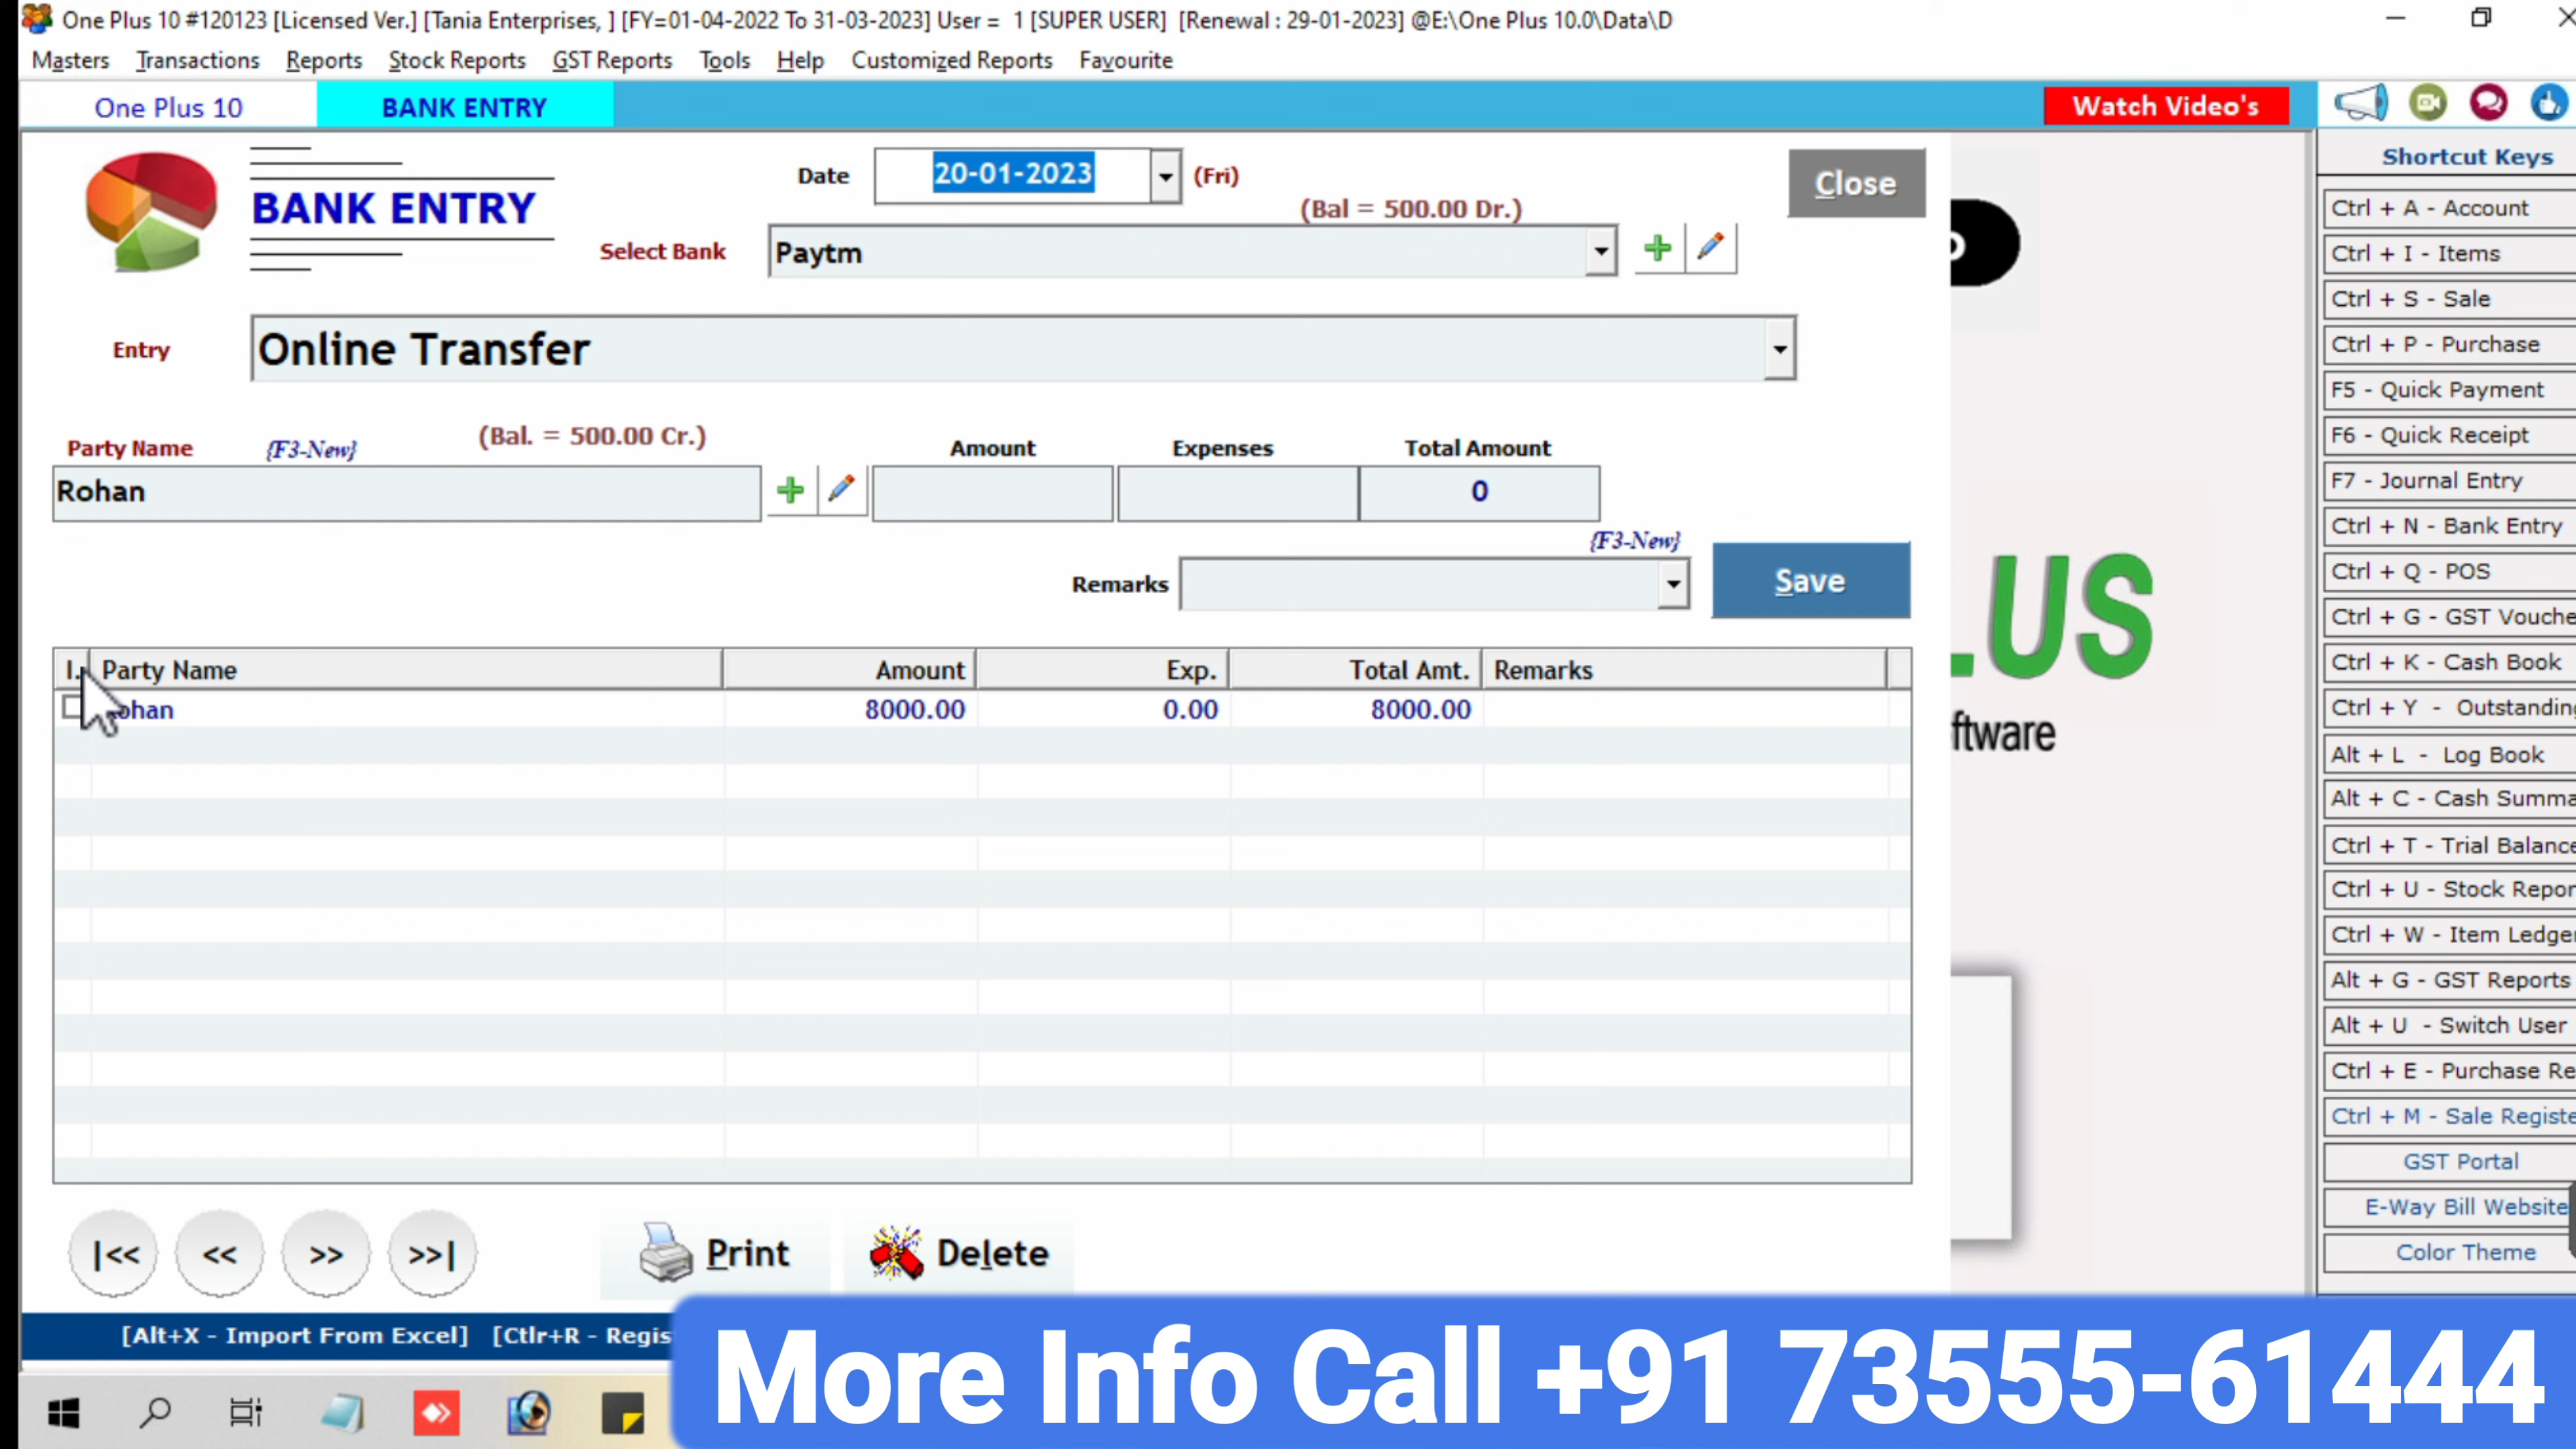 One Plus 10 #120123 [Licensed Ver.] [Tania Enterprises, ] [FY=01-04-2022 To 31-03-2023] User = 1 [SUPER USER] [Renewal : 29-01-2023] @E:\One Plus 10.0\Data\D
Masters Transactions Reports Stock Reports GST Reports Tools Help Customized Reports Favourite
One Plus 10 BANK ENTRY Watch Video's
Date 20-01-2023 (Fri) Close
BANK ENTRY
(Bal = 500.00 Dr.)
Select Bank Paytm
Entry Online Transfer
Party Name {F3-New} (Bal. = 500.00 Cr.) Amount Expenses Total Amount
Rohan 0
{F3-New}
Remarks Save
I. Party Name Amount Exp. Total Amt. Remarks
ohan 8000.00 0.00 8000.00
|<< << >> >>| Print Delete
[Alt+X - Import From Excel] [Ctlr+R - Regis
LUS
ftware
Shortcut Keys
Ctrl + A - Account
Ctrl + I - Items
Ctrl + S - Sale
Ctrl + P - Purchase
F5 - Quick Payment
F6 - Quick Receipt
F7 - Journal Entry
Ctrl + N - Bank Entry
Ctrl + Q - POS
Ctrl + G - GST Vouche
Ctrl + K - Cash Book
Ctrl + Y - Outstanding
Alt + L - Log Book
Alt + C - Cash Summa
Ctrl + T - Trial Balance
Ctrl + U - Stock Repor
Ctrl + W - Item Ledge
Alt + G - GST Reports
Alt + U - Switch User
Ctrl + E - Purchase Re
Ctrl + M - Sale Registe
GST Portal
E-Way Bill Website
Color Theme
More Info Call +91 73555-61444